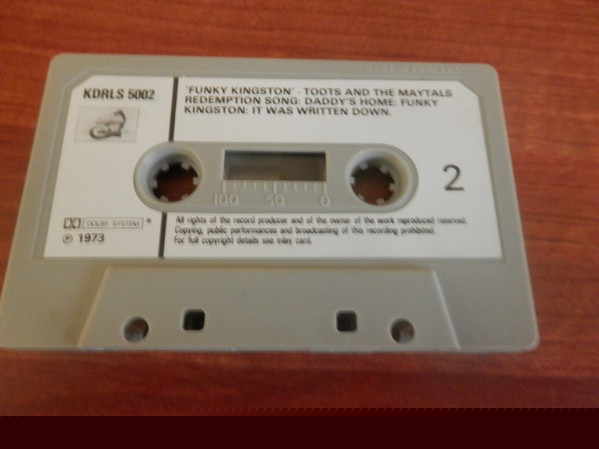 KDRLS 5002
'FUNKY KINGSTON' - TOOTS AND THE MAYTALS
REDEMPTION SONG: DADDY'S HOME: FUNKY
KINGSTON: IT WAS WRITTEN DOWN.
100 50 0
2
DOLBY SYSTEM ®
℗ 1973
All rights of the record producer and of the owner of the work reproduced reserved.
Copying, public performances and broadcasting of this recording prohibited.
For full copyright details see inlay card.